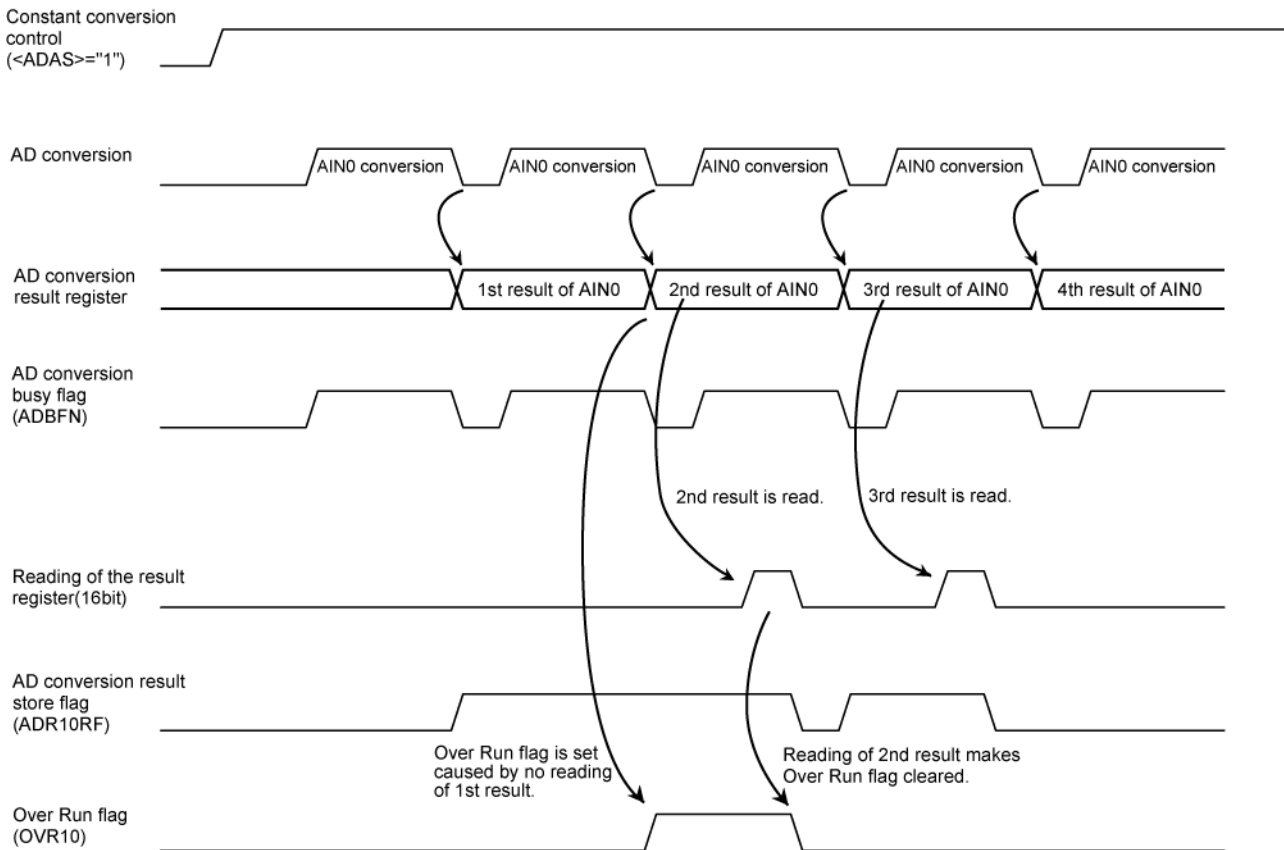 Constant conversion
control
(<ADAS>="1")
AD conversion
AIN0 conversion
AIN0 conversion
AIN0 conversion
AIN0 conversion
AIN0 conversion
AD conversion
result register
1st result of AIN0
2nd result of AIN0
3rd result of AIN0
4th result of AIN0
AD conversion
busy flag
(ADBFN)
2nd result is read.
3rd result is read.
Reading of the result
register(16bit)
AD conversion result
store flag
(ADR10RF)
Over Run flag is set
caused by no reading
of 1st result.
Reading of 2nd result makes
Over Run flag cleared.
Over Run flag
(OVR10)